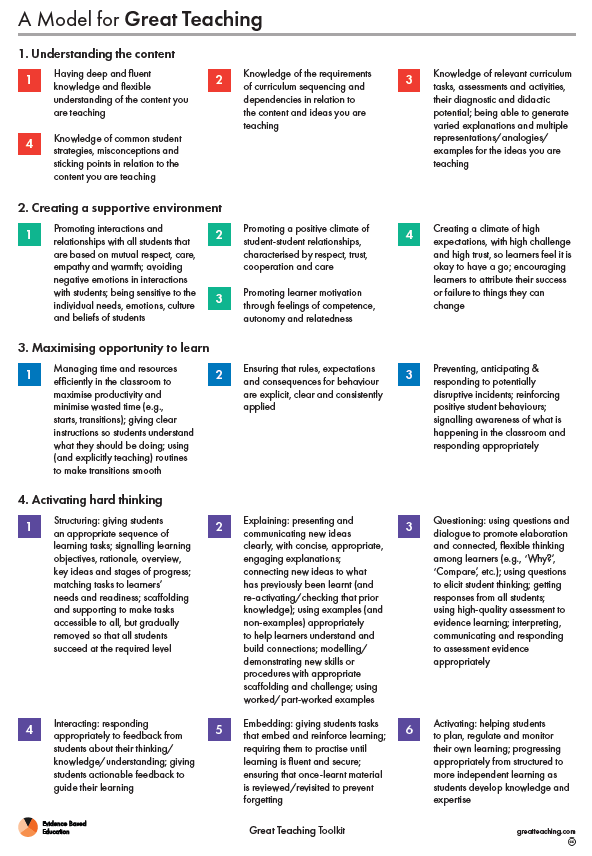 A Model for Great Teaching
1. Understanding the content
1
Having deep and fluent
knowledge and flexible
understanding of the content you
are teaching
2
Knowledge of the requirements
of curriculum sequencing and
dependencies in relation to
the content and ideas you are
teaching
3
Knowledge of relevant curriculum
tasks, assessments and activities,
their diagnostic and didactic
potential; being able to generate
varied explanations and multiple
representations/analogies/
examples for the ideas you are
teaching
4
Knowledge of common student
strategies, misconceptions and
sticking points in relation to the
content you are teaching
2. Creating a supportive environment
1
Promoting interactions and
relationships with all students that
are based on mutual respect, care,
empathy and warmth; avoiding
negative emotions in interactions
with students; being sensitive to the
individual needs, emotions, culture
and beliefs of students
2
Promoting a positive climate of
student-student relationships,
characterised by respect, trust,
cooperation and care
3
Promoting learner motivation
through feelings of competence,
autonomy and relatedness
4
Creating a climate of high
expectations, with high challenge
and high trust, so learners feel it is
okay to have a go; encouraging
learners to attribute their success
or failure to things they can
change
3. Maximising opportunity to learn
1
Managing time and resources
efficiently in the classroom to
maximise productivity and
minimise wasted time (e.g.,
starts, transitions); giving clear
instructions so students understand
what they should be doing; using
(and explicitly teaching) routines
to make transitions smooth
2
Ensuring that rules, expectations
and consequences for behaviour
are explicit, clear and consistently
applied
3
Preventing, anticipating &
responding to potentially
disruptive incidents; reinforcing
positive student behaviours;
signalling awareness of what is
happening in the classroom and
responding appropriately
4. Activating hard thinking
1
Structuring: giving students
an appropriate sequence of
learning tasks; signalling learning
objectives, rationale, overview,
key ideas and stages of progress;
matching tasks to learners'
needs and readiness; scaffolding
and supporting to make tasks
accessible to all, but gradually
removed so that all students
succeed at the required level
2
Explaining: presenting and
communicating new ideas
clearly, with concise, appropriate,
engaging explanations;
connecting new ideas to what
has previously been learnt (and
re-activating/checking that prior
knowledge); using examples (and
non-examples) appropriately
to help learners understand and
build connections; modelling/
demonstrating new skills or
procedures with appropriate
scaffolding and challenge; using
worked/part-worked examples
3
Questioning: using questions and
dialogue to promote elaboration
and connected, flexible thinking
among learners (e.g., 'Why?',
'Compare', etc.); using questions
to elicit student thinking; getting
responses from all students;
using high-quality assessment to
evidence learning; interpreting,
communicating and responding
to assessment evidence
appropriately
4
Interacting: responding
appropriately to feedback from
students about their thinking/
knowledge/understanding; giving
students actionable feedback to
guide their learning
5
Embedding: giving students tasks
that embed and reinforce learning;
requiring them to practise until
learning is fluent and secure;
ensuring that once-learnt material
is reviewed/revisited to prevent
forgetting
6
Activating: helping students
to plan, regulate and monitor
their own learning; progressing
appropriately from structured to
more independent learning as
students develop knowledge and
expertise
Evidence Based
Education
Great Teaching Toolkit
greatteaching.com
cc